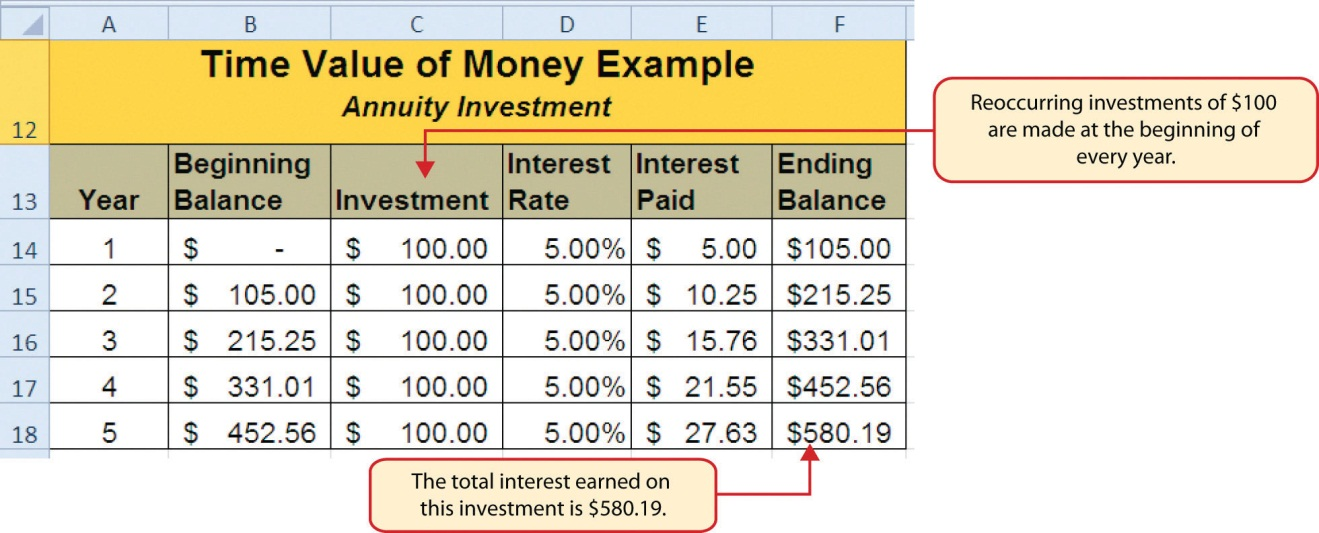 A B C D E F
Time Value of Money Example
Annuity Investment
12
Reoccurring investments of $100
are made at the beginning of
every year.
Beginning Interest Interest Ending
13 Year Balance Investment Rate Paid Balance
14 1 $ - $ 100.00 5.00% $ 5.00 $105.00
15 2 $ 105.00 $ 100.00 5.00% $ 10.25 $215.25
16 3 $ 215.25 $ 100.00 5.00% $ 15.76 $331.01
17 4 $ 331.01 $ 100.00 5.00% $ 21.55 $452.56
18 5 $ 452.56 $ 100.00 5.00% $ 27.63 $580.19
The total interest earned on
this investment is $580.19.